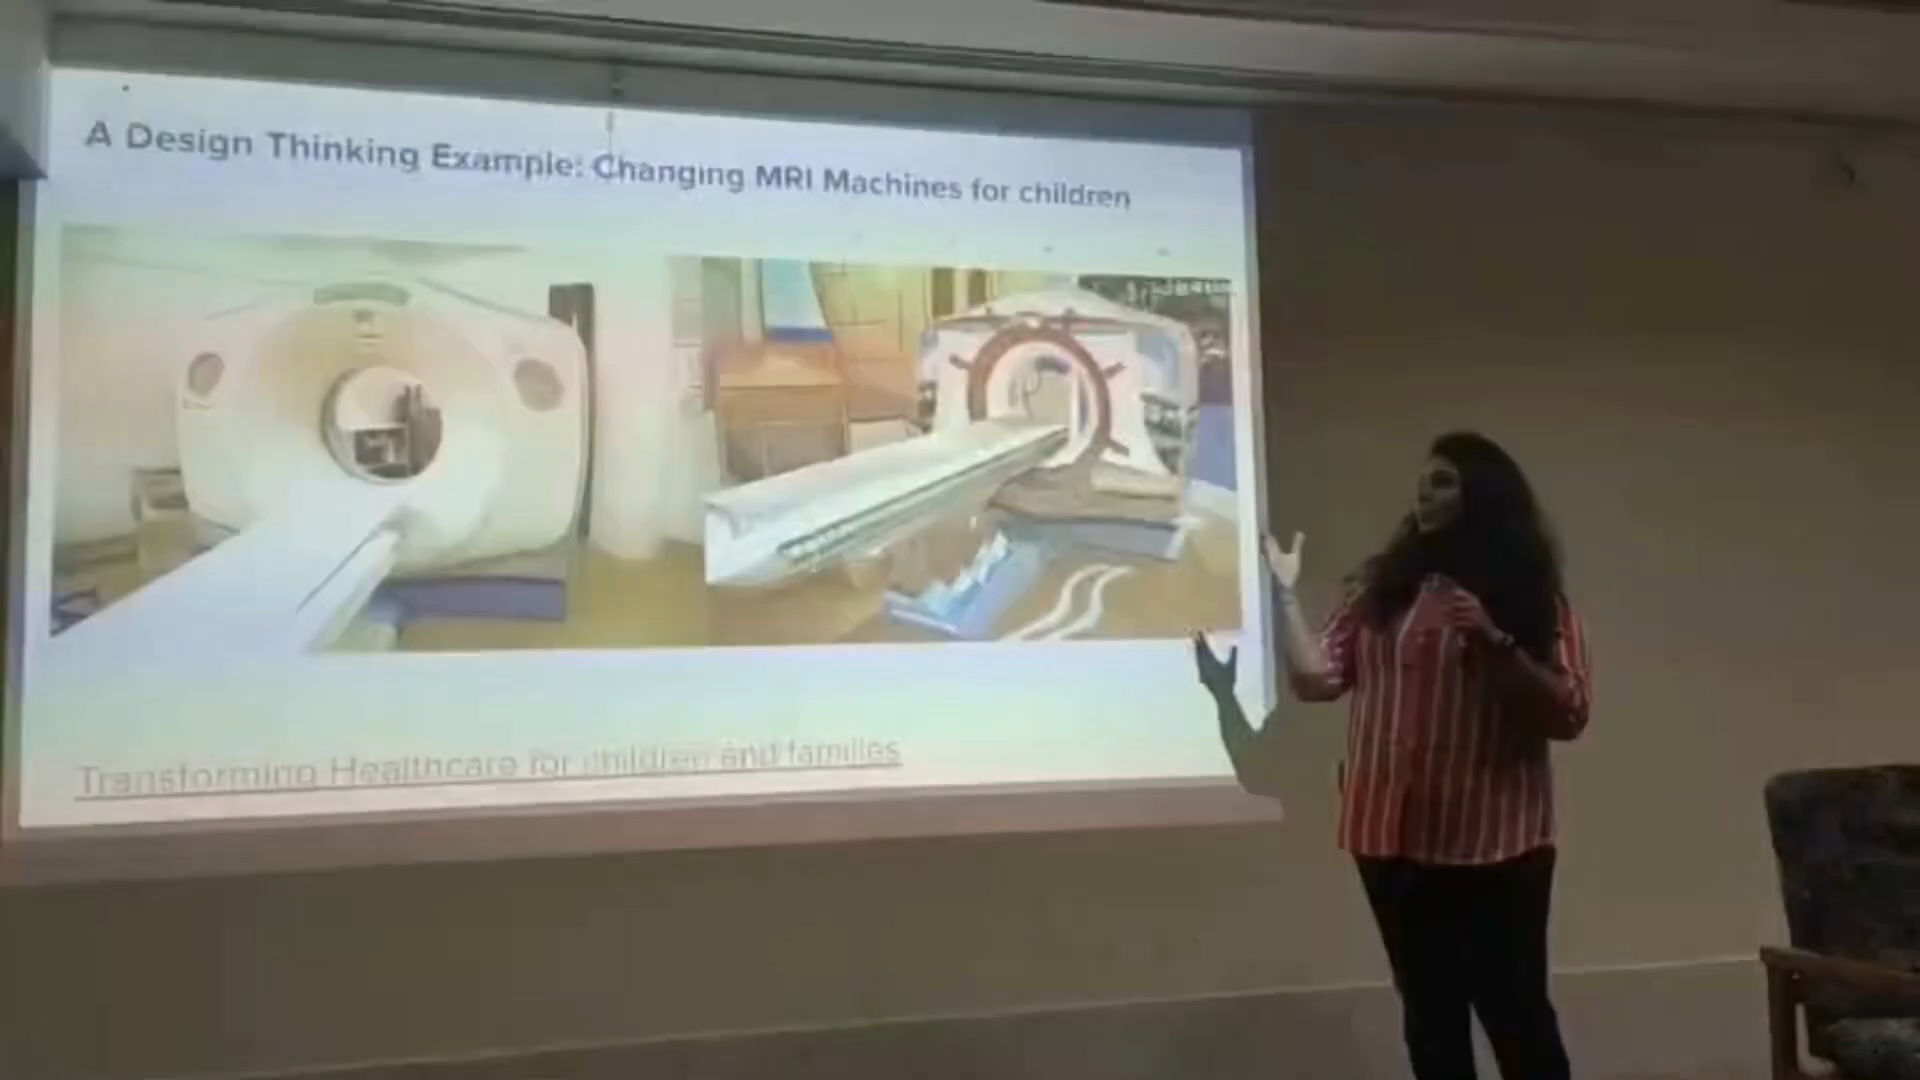 A Design Thinking Example: Changing MRI Machines for children
Transforming Healthcare for children and families